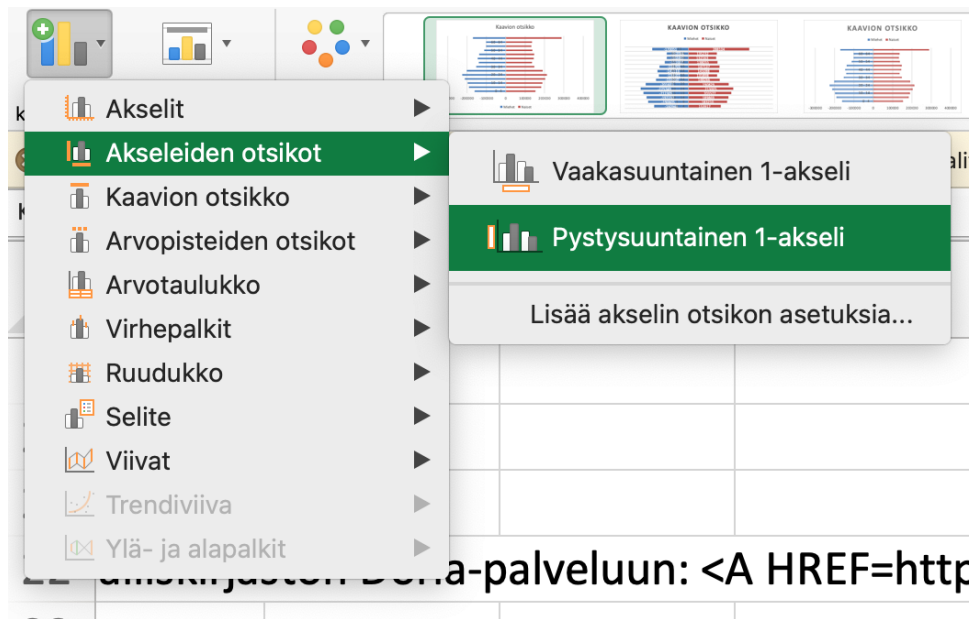 Kaavion otsikko
KAAVION OTSIKKO
KAAVION OTSIKKO
Akselit
Akseleiden otsikot
Kaavion otsikko
Arvopisteiden otsikot
Arvotaulukko
Virhepalkit
Ruudukko
Selite
Viivat
Trendiviiva
Ylä- ja alapalkit
Vaakasuuntainen 1-akseli
Pystysuuntainen 1-akseli
Lisää akselin otsikon asetuksia...
-palveluun: <A HREF=http